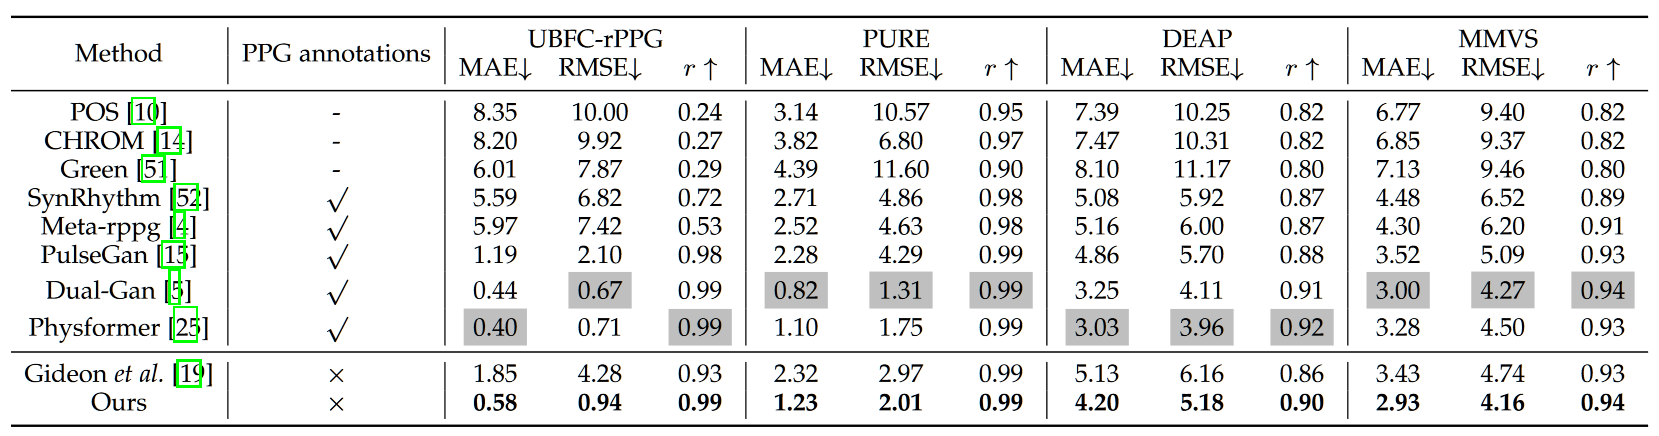 Method PPG annotations UBFC-rPPG PURE DEAP MMVS
MAE↓ RMSE↓ r ↑ MAE↓ RMSE↓ r ↑ MAE↓ RMSE↓ r ↑ MAE↓ RMSE↓ r ↑
POS [10] - 8.35 10.00 0.24 3.14 10.57 0.95 7.39 10.25 0.82 6.77 9.40 0.82
CHROM [14] - 8.20 9.92 0.27 3.82 6.80 0.97 7.47 10.31 0.82 6.85 9.37 0.82
Green [51] - 6.01 7.87 0.29 4.39 11.60 0.90 8.10 11.17 0.80 7.13 9.46 0.80
SynRhythm [52] √ 5.59 6.82 0.72 2.71 4.86 0.98 5.08 5.92 0.87 4.48 6.52 0.89
Meta-rppg [4] √ 5.97 7.42 0.53 2.52 4.63 0.98 5.16 6.00 0.87 4.30 6.20 0.91
PulseGan [15] √ 1.19 2.10 0.98 2.28 4.29 0.99 4.86 5.70 0.88 3.52 5.09 0.93
Dual-Gan [5] √ 0.44 0.67 0.99 0.82 1.31 0.99 3.25 4.11 0.91 3.00 4.27 0.94
Physformer [25] √ 0.40 0.71 0.99 1.10 1.75 0.99 3.03 3.96 0.92 3.28 4.50 0.93
Gideon et al. [19] × 1.85 4.28 0.93 2.32 2.97 0.99 5.13 6.16 0.86 3.43 4.74 0.93
Ours × 0.58 0.94 0.99 1.23 2.01 0.99 4.20 5.18 0.90 2.93 4.16 0.94